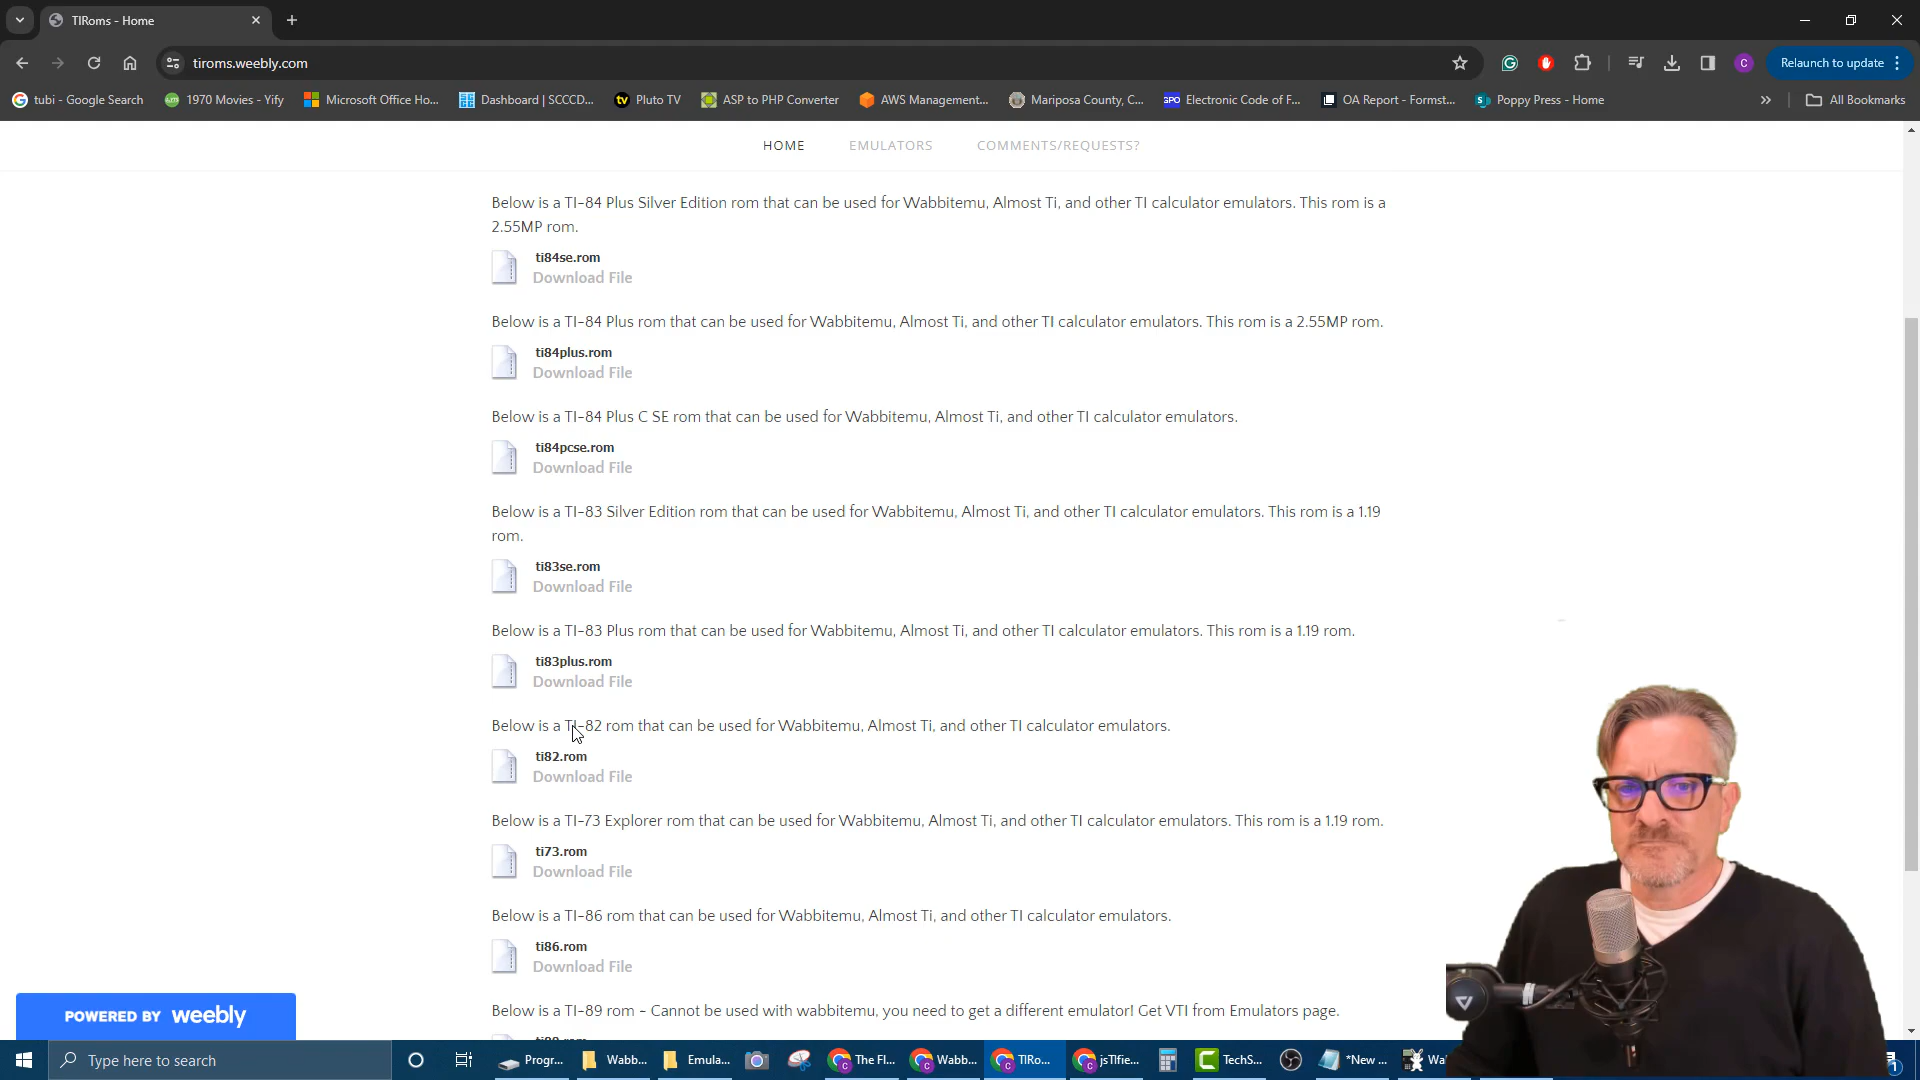 TIRoms - Home
tiroms.weebly.com
Relaunch to update
tubi - Google Search
1970 Movies - Yify
Microsoft Office Ho...
Dashboard | SCCCD...
Pluto TV
ASP to PHP Converter
AWS Management...
Mariposa County, C...
Electronic Code of F...
OA Report - Formst...
Poppy Press - Home
All Bookmarks
HOME
EMULATORS
COMMENTS/REQUESTS?
Below is a TI-84 Plus Silver Edition rom that can be used for Wabbitemu, Almost Ti, and other TI calculator emulators. This rom is a
2.55MP rom.
ti84se.rom
Download File
Below is a TI-84 Plus rom that can be used for Wabbitemu, Almost Ti, and other TI calculator emulators. This rom is a 2.55MP rom.
ti84plus.rom
Download File
Below is a TI-84 Plus C SE rom that can be used for Wabbitemu, Almost Ti, and other TI calculator emulators.
ti84pcse.rom
Download File
Below is a TI-83 Silver Edition rom that can be used for Wabbitemu, Almost Ti, and other TI calculator emulators. This rom is a 1.19
rom.
ti83se.rom
Download File
Below is a TI-83 Plus rom that can be used for Wabbitemu, Almost Ti, and other TI calculator emulators. This rom is a 1.19 rom.
ti83plus.rom
Download File
Below is a TI-82 rom that can be used for Wabbitemu, Almost Ti, and other TI calculator emulators.
ti82.rom
Download File
Below is a TI-73 Explorer rom that can be used for Wabbitemu, Almost Ti, and other TI calculator emulators. This rom is a 1.19 rom.
ti73.rom
Download File
Below is a TI-86 rom that can be used for Wabbitemu, Almost Ti, and other TI calculator emulators.
ti86.rom
Download File
Below is a TI-89 rom - Cannot be used with wabbitemu, you need to get a different emulator! Get VTI from Emulators page.
POWERED BY weebly
Type here to search
Progr...
Wabb...
Emula...
The Fl...
Wabb...
TIRo...
jsTIfie...
TechS...
*New ...